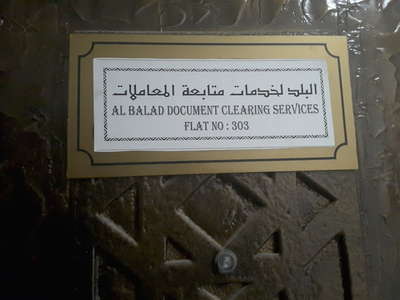 البلد لخدمات متابعة المعاملات
AL BALAD DOCUMENT CLEARING SERVICES
FLAT NO : 303